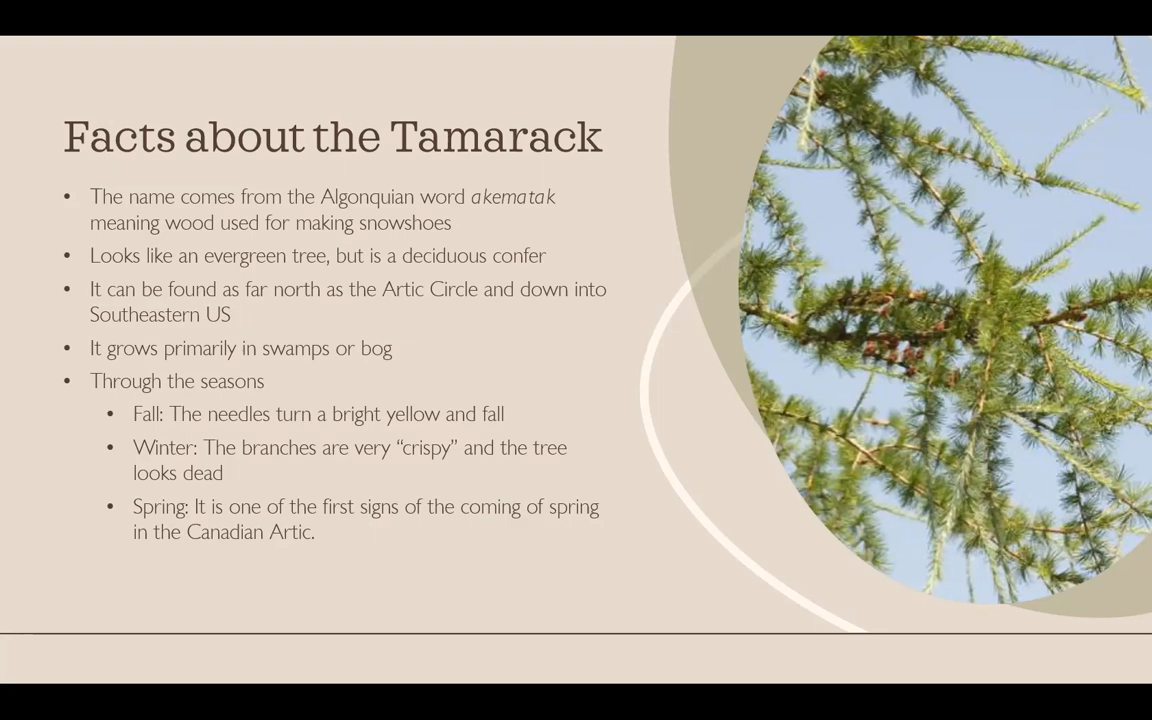 Facts about the Tamarack
• The name comes from the Algonquian word akematak
meaning wood used for making snowshoes
• Looks like an evergreen tree, but is a deciduous confer
• It can be found as far north as the Artic Circle and down into
Southeastern US
• It grows primarily in swamps or bog
• Through the seasons
• Fall: The needles turn a bright yellow and fall
• Winter: The branches are very “crispy” and the tree
looks dead
• Spring: It is one of the first signs of the coming of spring
in the Canadian Artic.